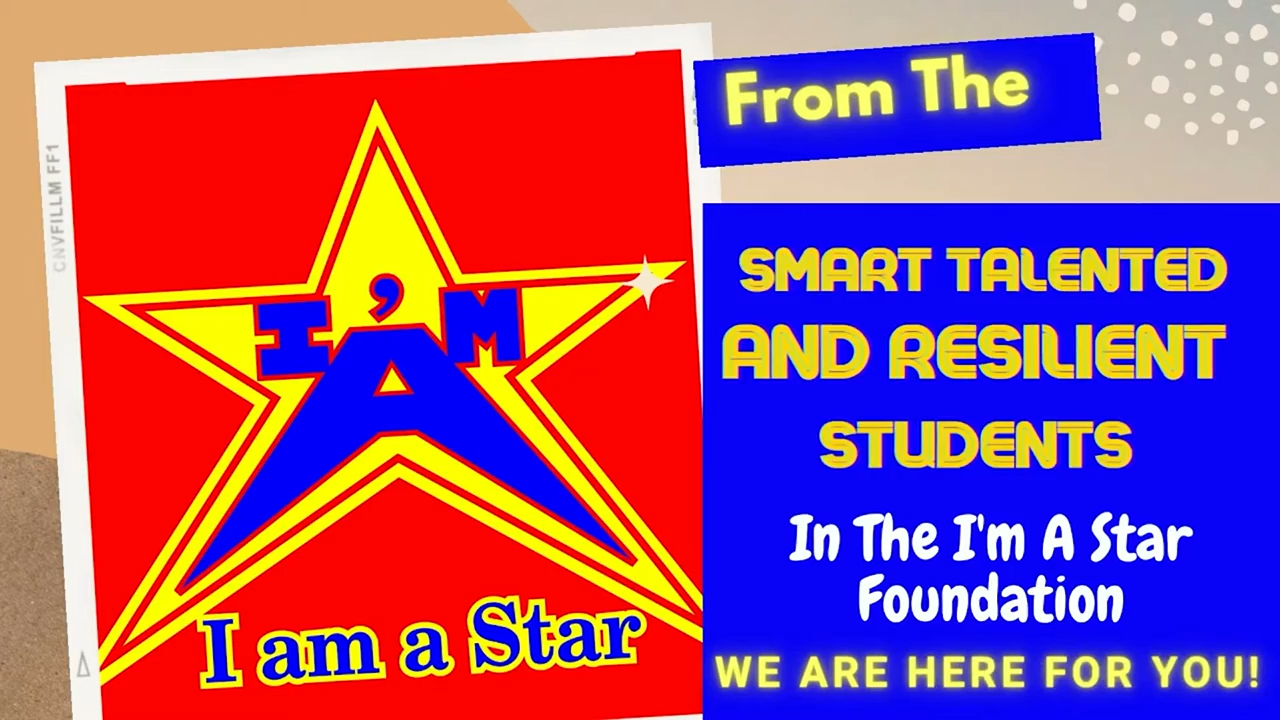 CNVFILLM FF1
I'M
A
I am a Star
From The
SMART TALENTED
AND RESILIENT
STUDENTS
In The I'm A Star
Foundation
WE ARE HERE FOR YOU!